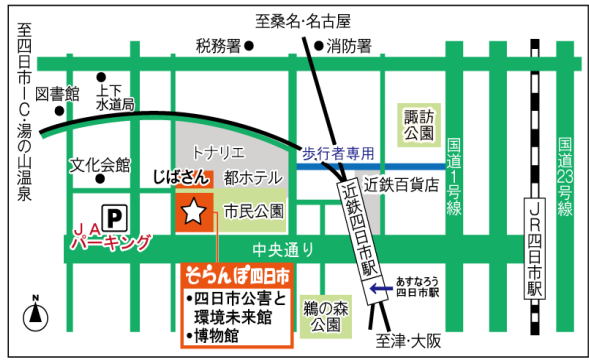 至桑名・名古屋
税務署
消防署
至四日市IC・湯の山温泉
上下
水道局
図書館
諏訪
公園
トナリエ
歩行者専用
国道1号線
国道23号線
文化会館
じばさん
都ホテル
近鉄百貨店
近鉄四日市駅
JR四日市駅
P
JA
パーキング
市民公園
中央通り
そらんぽ四日市
•四日市公害と
環境未来館
•博物館
鵜の森
公園
あすなろう
四日市駅
至津・大阪
N